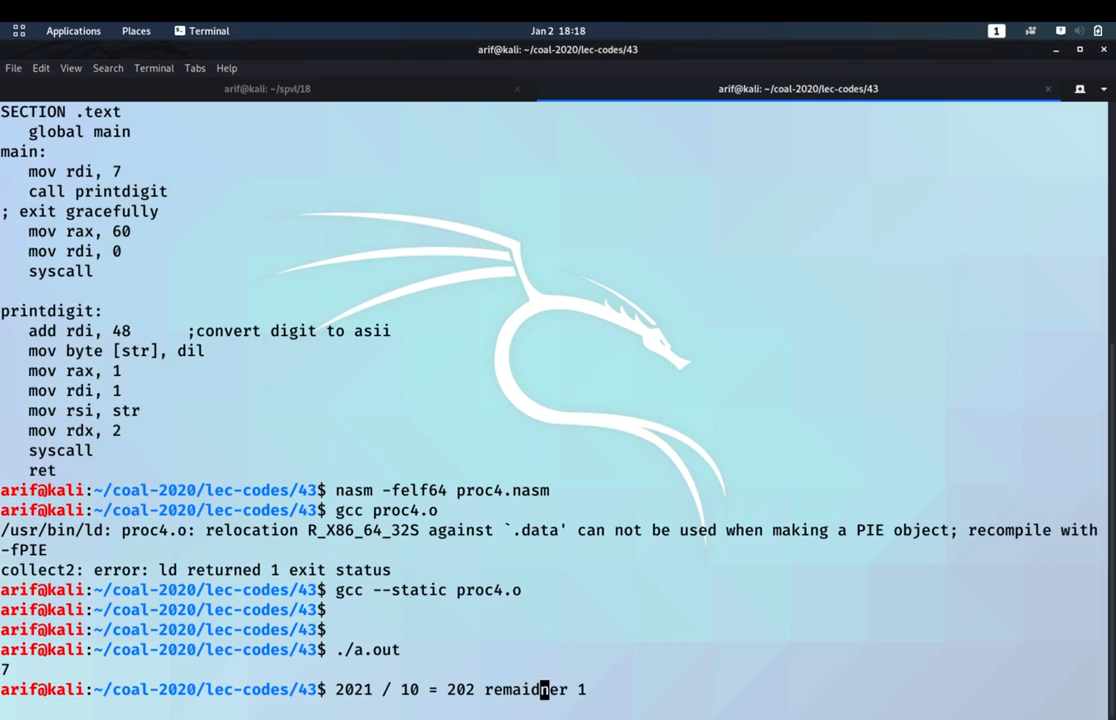 Applications Places Terminal Jan 2 18:18 1
arif@kali: ~/coal-2020/lec-codes/43
File Edit View Search Terminal Tabs Help
arif@kali: ~/spvl/18 arif@kali: ~/coal-2020/lec-codes/43
SECTION .text
global main
main:
mov rdi, 7
call printdigit
; exit gracefully
mov rax, 60
mov rdi, 0
syscall
printdigit:
add rdi, 48 ;convert digit to asii
mov byte [str], dil
mov rax, 1
mov rdi, 1
mov rsi, str
mov rdx, 2
syscall
ret
arif@kali:~/coal-2020/lec-codes/43$ nasm -felf64 proc4.nasm
arif@kali:~/coal-2020/lec-codes/43$ gcc proc4.o
/usr/bin/ld: proc4.o: relocation R_X86_64_32S against `.data' can not be used when making a PIE object; recompile with
-fPIE
collect2: error: ld returned 1 exit status
arif@kali:~/coal-2020/lec-codes/43$ gcc --static proc4.o
arif@kali:~/coal-2020/lec-codes/43$
arif@kali:~/coal-2020/lec-codes/43$
arif@kali:~/coal-2020/lec-codes/43$ ./a.out
7
arif@kali:~/coal-2020/lec-codes/43$ 2021 / 10 = 202 remaidner 1